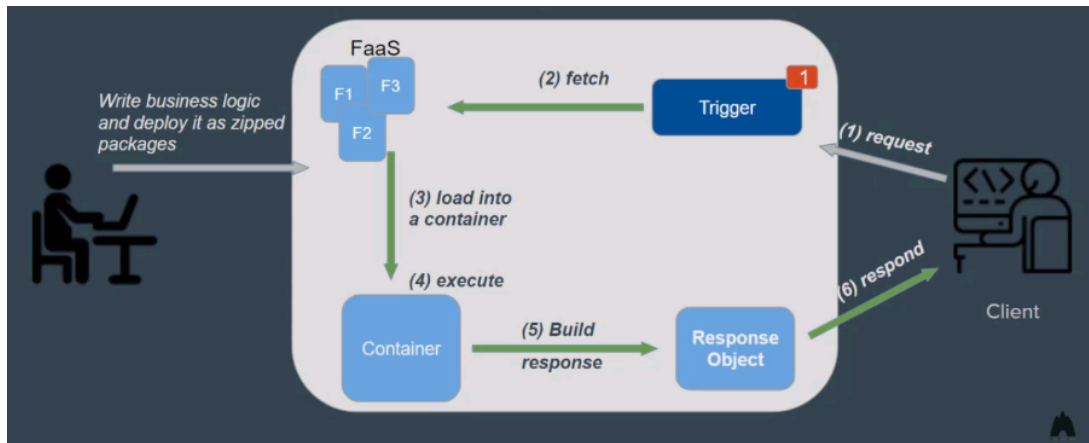 FaaS
F1
F3
F2
Write business logic
and deploy it as zipped
packages
(2) fetch
1
Trigger
(1) request
(3) load into
a container
(4) execute
Container
(5) Build
response
Response
Object
(6) respond
Client